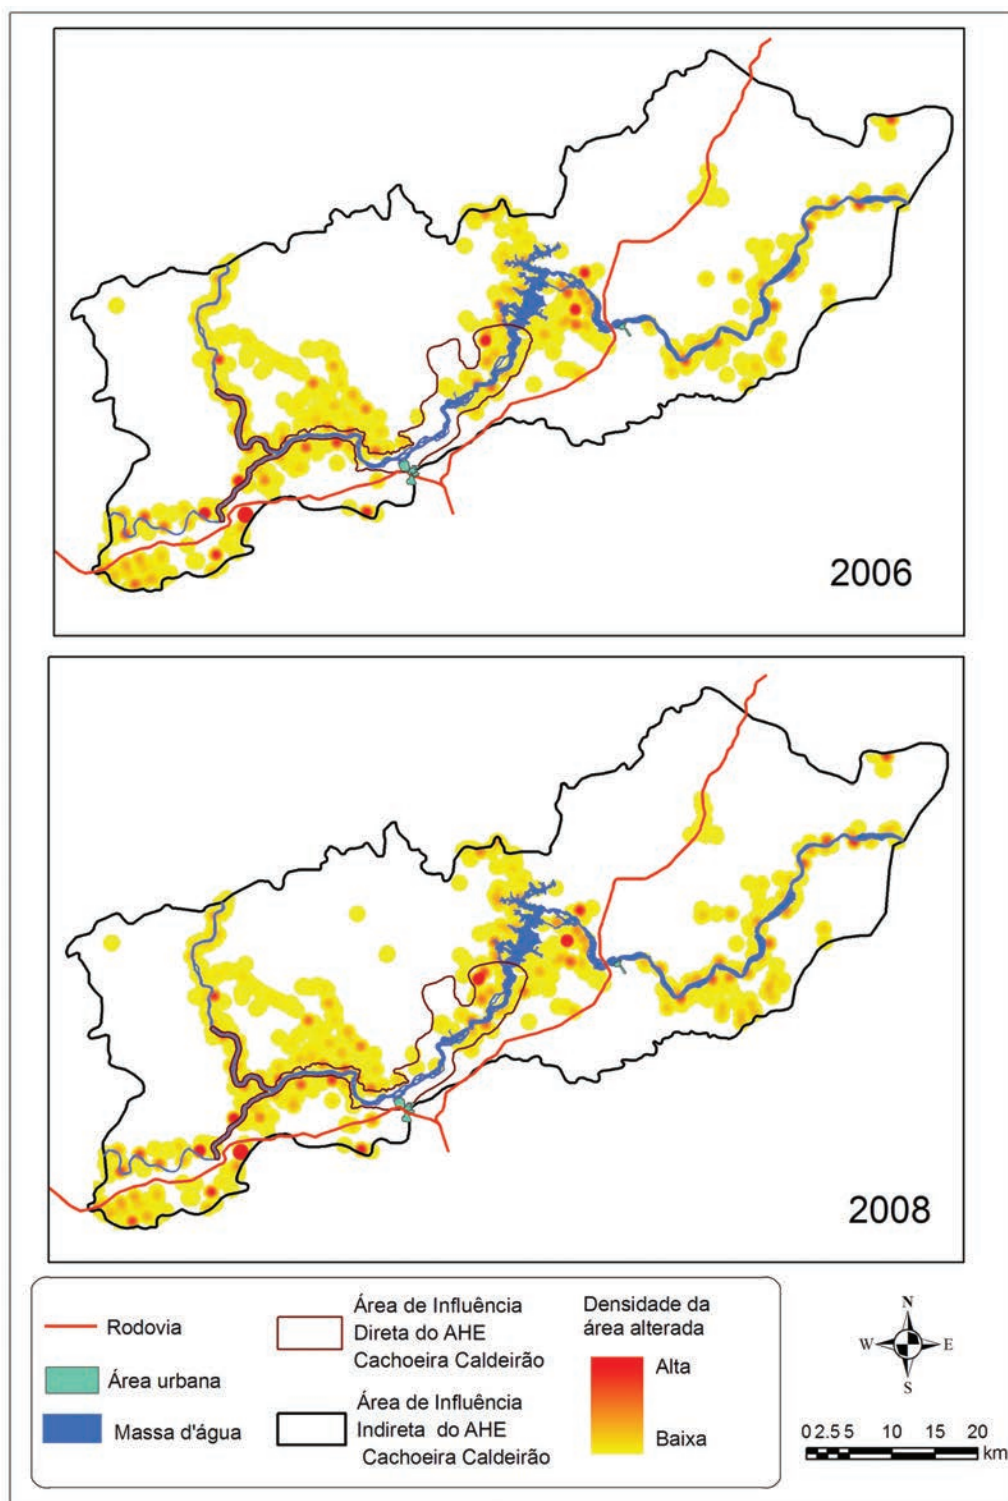 2006
2008
Rodovia
Área urbana
Massa d'água
Área de Influência
Direta do AHE
Cachoeira Caldeirão
Área de Influência
Indireta do AHE
Cachoeira Caldeirão
Densidade da
área alterada
Alta
Baixa
N
W E
S
0 2.5 5 10 15 20
km